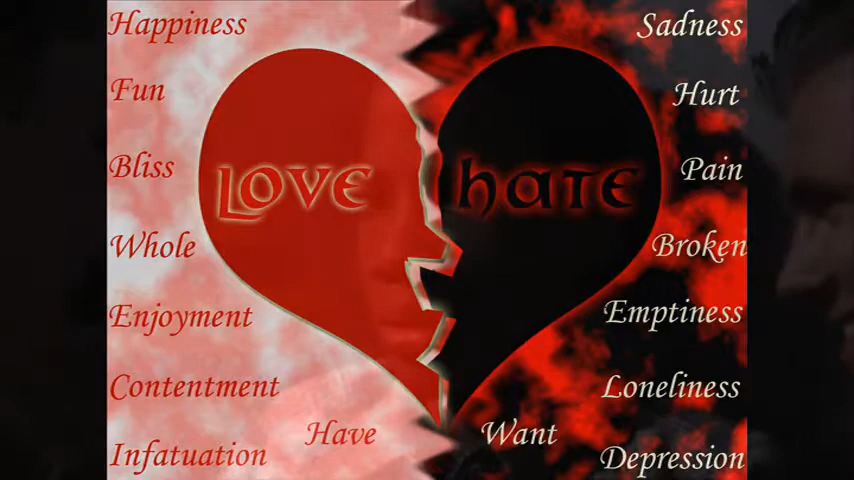 Happiness
Fun
Bliss
Whole
Enjoyment
Contentment
Infatuation
Have
LOVE
hATE
Want
Sadness
Hurt
Pain
Broken
Emptiness
Loneliness
Depression